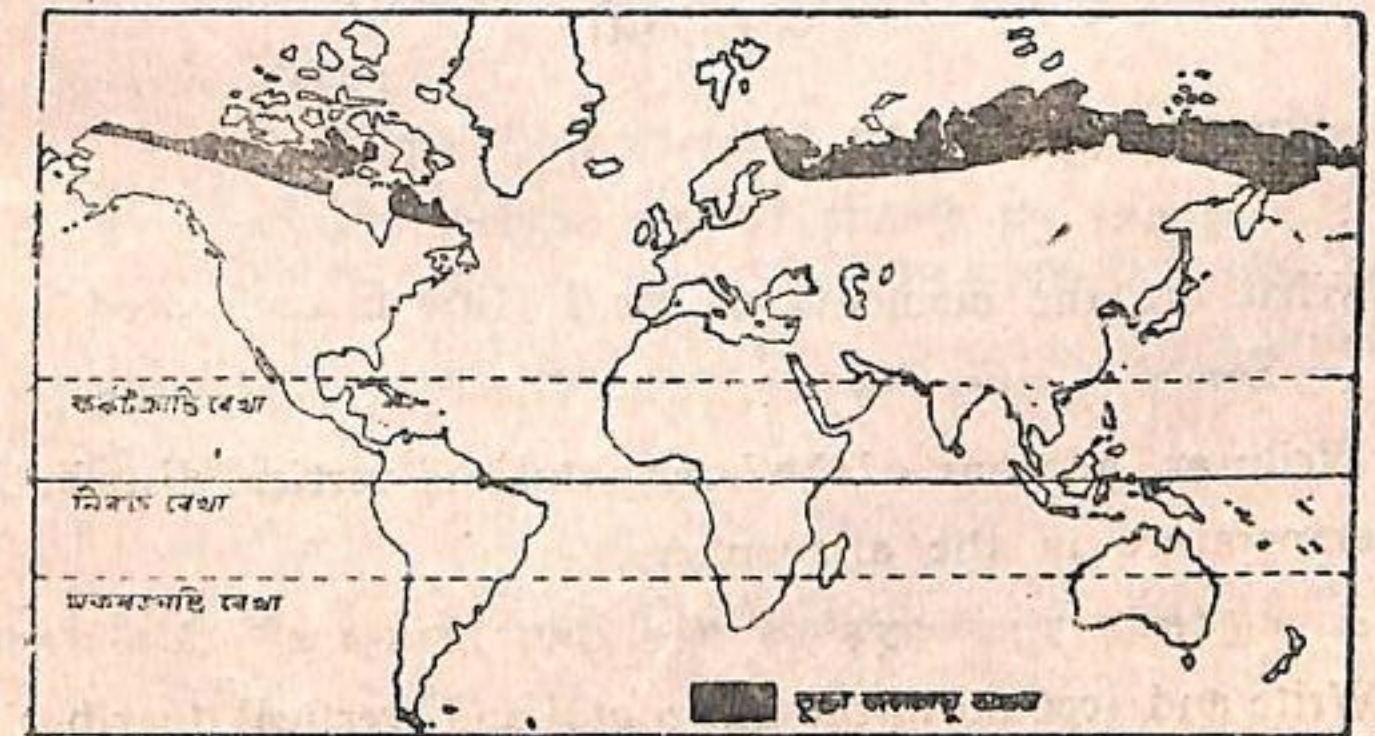 কর্কটক্রান্তি রেখা
নিরক্ষ রেখা
মকরক্রান্তি রেখা
তুন্দ্রা জলবায়ু অঞ্চল